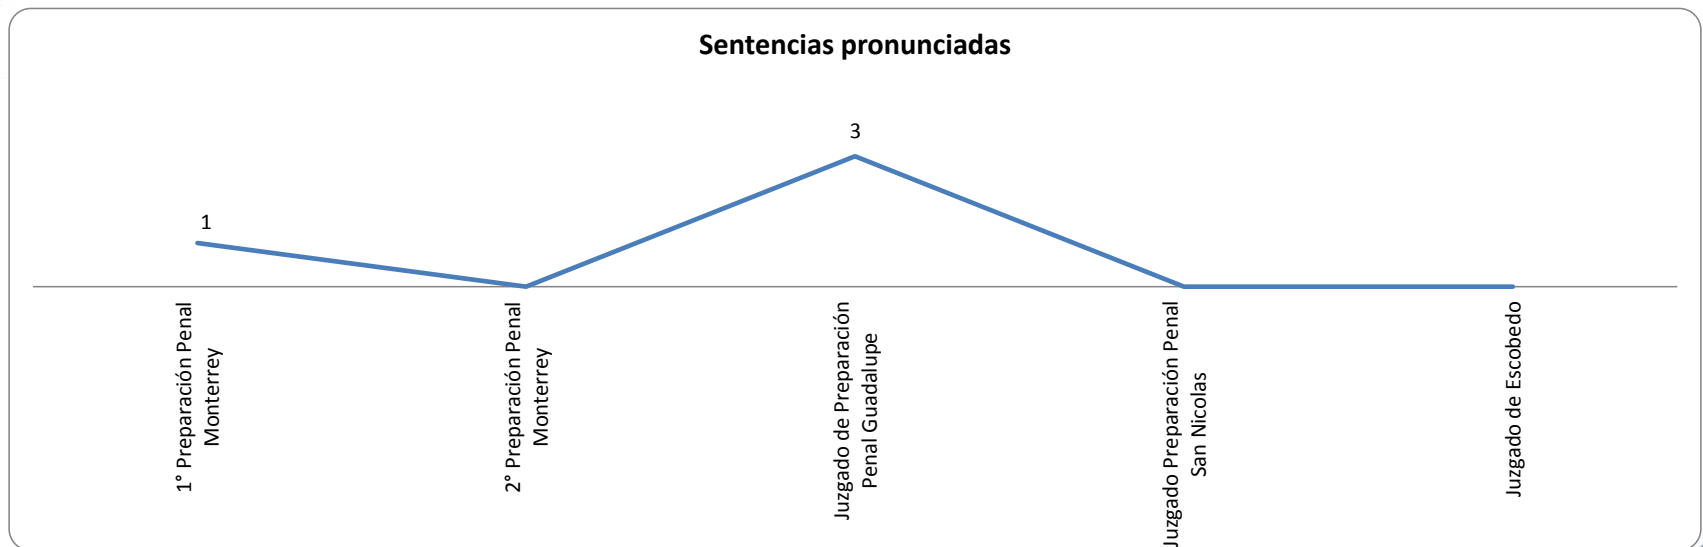 Sentencias pronunciadas
3
1
1° Preparación Penal
Monterrey
2° Preparación Penal
Monterrey
Juzgado de Preparación
Penal Guadalupe
Juzgado Preparación Penal
San Nicolas
Juzgado de Escobedo